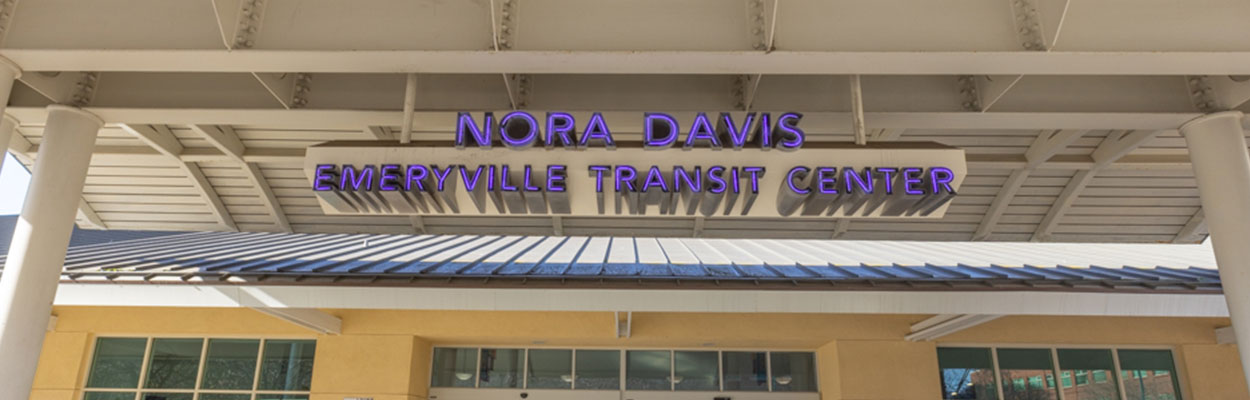 NORA DAVIS
EMERYVILLE TRANSIT CENTER